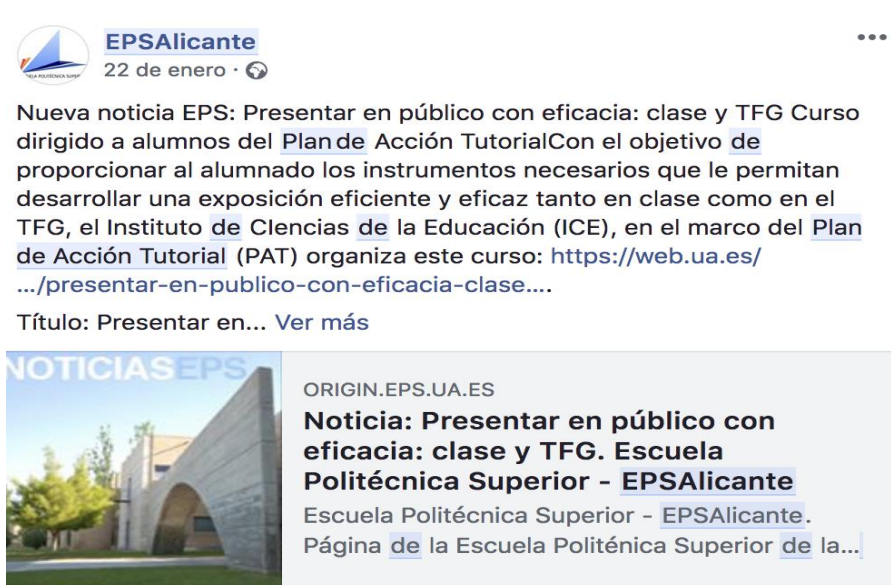 EPSAlicante
22 de enero ·
Nueva noticia EPS: Presentar en público con eficacia: clase y TFG Curso
dirigido a alumnos del Plan de Acción TutorialCon el objetivo de
proporcionar al alumnado los instrumentos necesarios que le permitan
desarrollar una exposición eficiente y eficaz tanto en clase como en el
TFG, el Instituto de CIencias de la Educación (ICE), en el marco del Plan
de Acción Tutorial (PAT) organiza este curso: https://web.ua.es/
.../presentar-en-publico-con-eficacia-clase....
Título: Presentar en... Ver más
NOTICIASEPS
ORIGIN.EPS.UA.ES
Noticia: Presentar en público con
eficacia: clase y TFG. Escuela
Politécnica Superior - EPSAlicante
Escuela Politécnica Superior - EPSAlicante.
Página de la Escuela Politénica Superior de la...